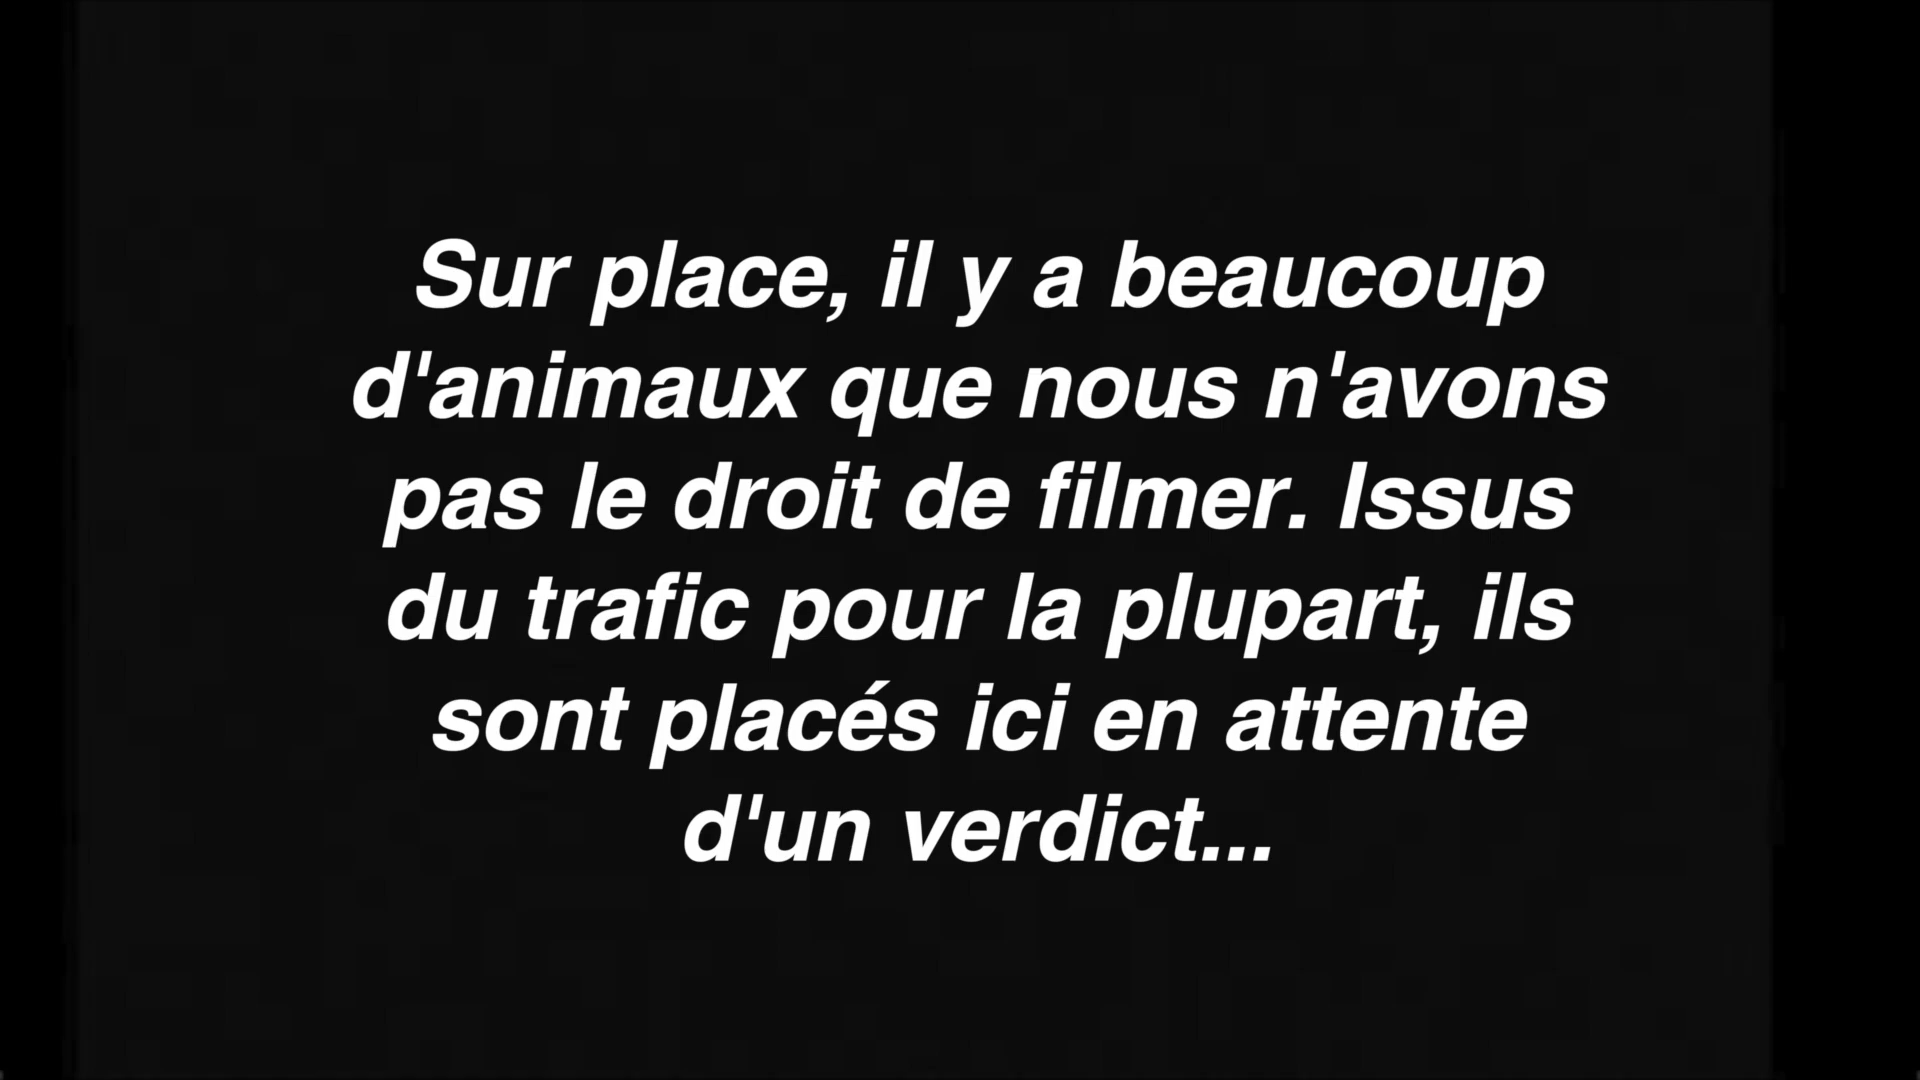 Sur place, il y a beaucoup
d'animaux que nous n'avons
pas le droit de filmer. Issus
du trafic pour la plupart, ils
sont placés ici en attente
d'un verdict...